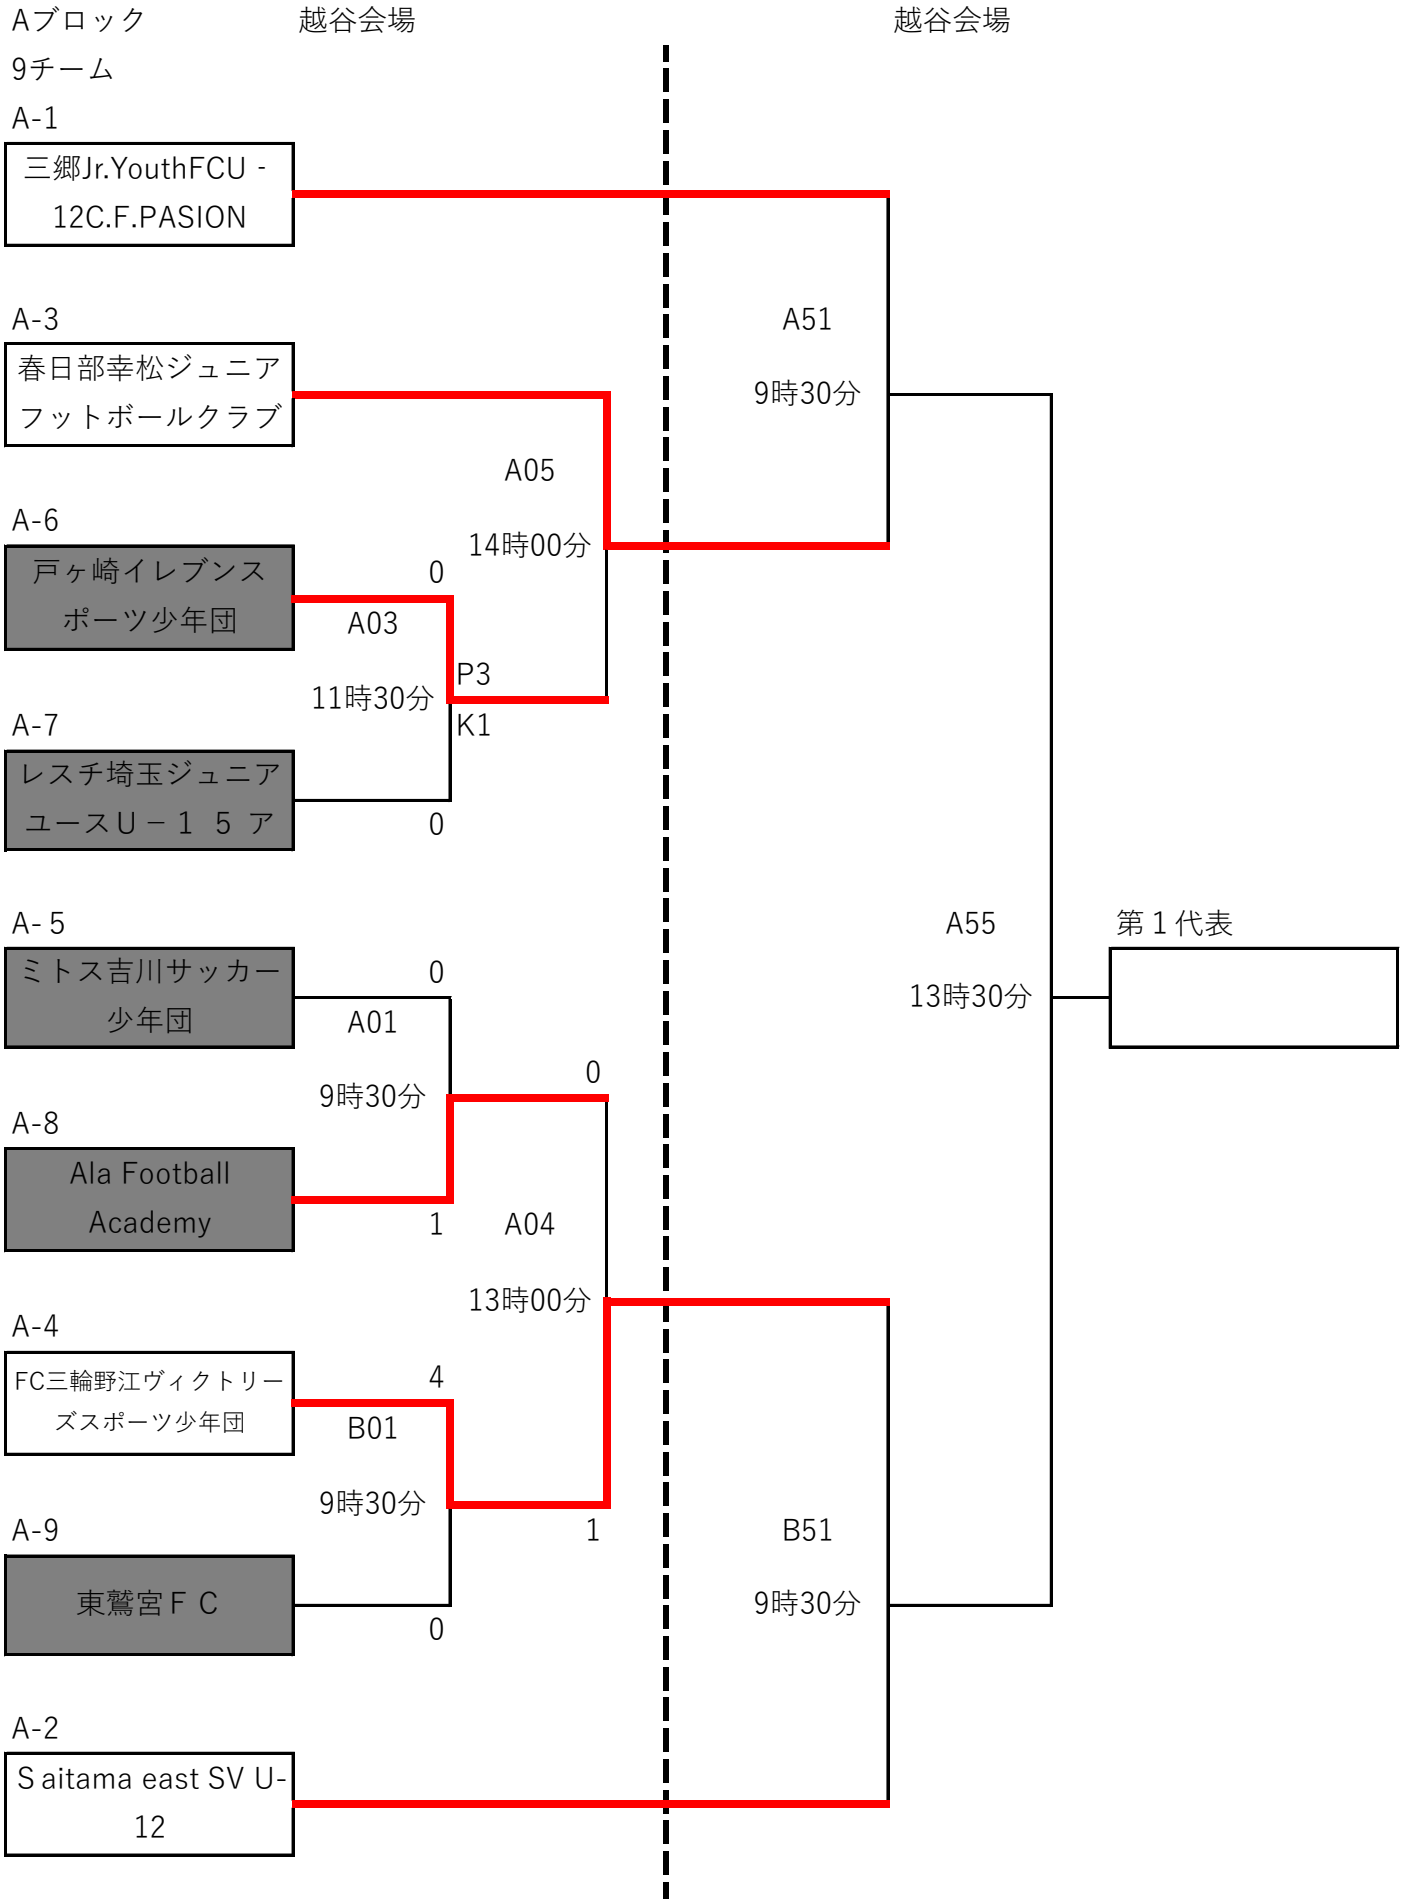 Aブロック
越谷会場
越谷会場
9チーム
A-1
三郷Jr.YouthFCU -
12C.F.PASION
A-3
春日部幸松ジュニア
フットボールクラブ
A51
9時30分
A05
14時00分
A-6
戸ヶ崎イレブンス
ポーツ少年団
0
A03
11時30分
P3
K1
A-7
レスチ埼玉ジュニア
ユースU－１５ア
0
A-５
ミトス吉川サッカー
少年団
0
A01
9時30分
A55
13時30分
第１代表
0
A-8
Ala Football
Academy
1
A04
13時00分
A-4
FC三輪野江ヴィクトリー
ズスポーツ少年団
4
B01
9時30分
1
A-9
東鷲宮ＦＣ
0
B51
9時30分
A-2
Ｓaitama east SV U-
12